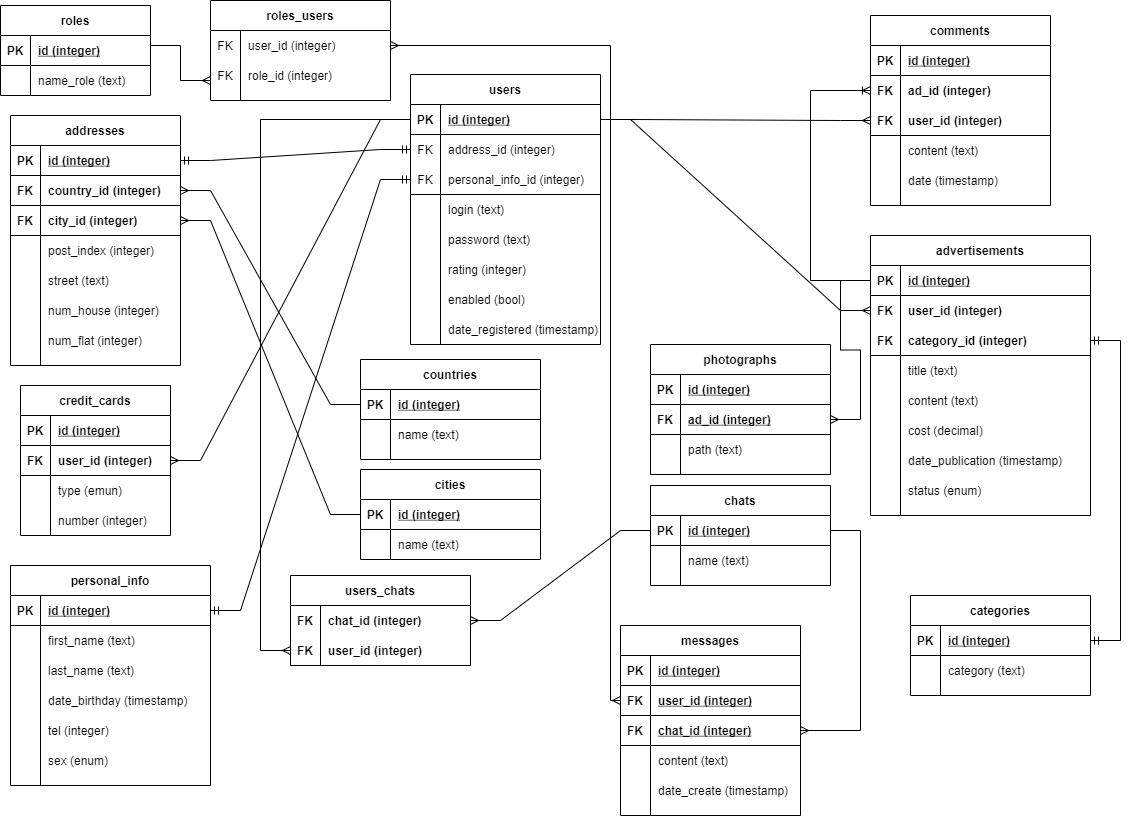 roles
PK id (integer)
name_role (text)
roles_users
FK user_id (integer)
FK role_id (integer)
users
PK id (integer)
FK address_id (integer)
FK personal_info_id (integer)
login (text)
password (text)
rating (integer)
enabled (bool)
date_registered (timestamp)
comments
PK id (integer)
FK ad_id (integer)
FK user_id (integer)
content (text)
date (timestamp)
addresses
PK id (integer)
FK country_id (integer)
FK city_id (integer)
post_index (integer)
street (text)
num_house (integer)
num_flat (integer)
advertisements
PK id (integer)
FK user_id (integer)
FK category_id (integer)
title (text)
content (text)
cost (decimal)
date_publication (timestamp)
status (enum)
photographs
PK id (integer)
FK ad_id (integer)
path (text)
countries
PK id (integer)
name (text)
credit_cards
PK id (integer)
FK user_id (integer)
type (emun)
number (integer)
cities
PK id (integer)
name (text)
chats
PK id (integer)
name (text)
personal_info
PK id (integer)
first_name (text)
last_name (text)
date_birthday (timestamp)
tel (integer)
sex (enum)
users_chats
FK chat_id (integer)
FK user_id (integer)
messages
PK id (integer)
FK user_id (integer)
FK chat_id (integer)
content (text)
date_create (timestamp)
categories
PK id (integer)
category (text)